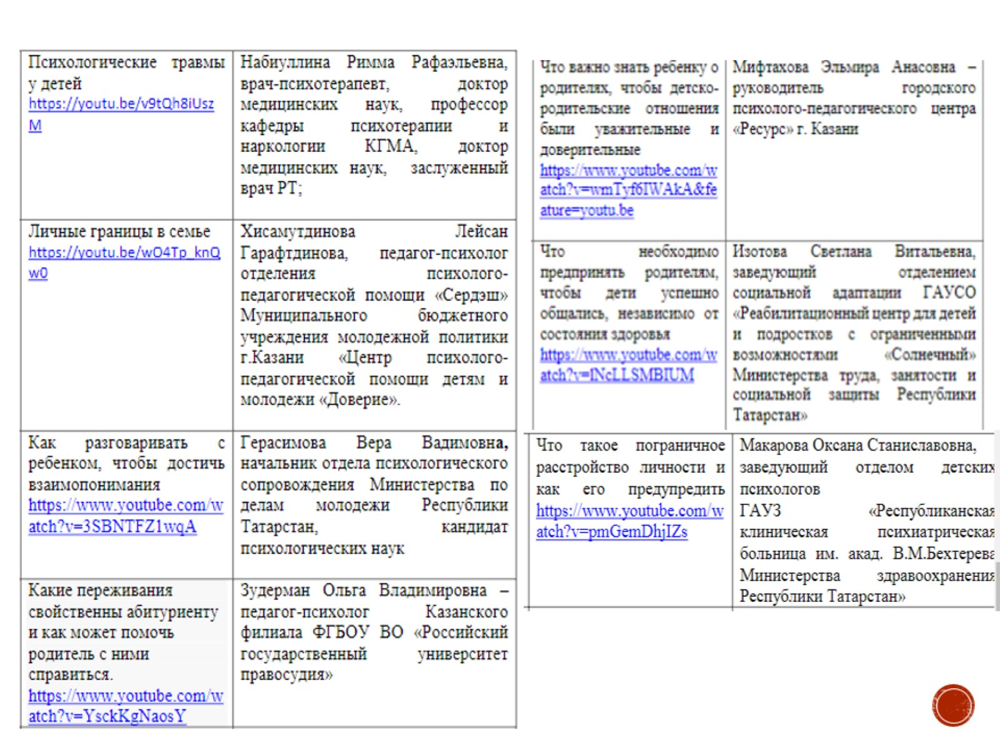 Психологические травмы
у детей
https://youtu.be/v9tQh8iUsz
M
Набиуллина Римма Рафаэльевна,
врач-психотерапевт, доктор
медицинских наук, профессор
кафедры психотерапии и
наркологии КГМА, доктор
медицинских наук, заслуженный
врач РТ;
Личные границы в семье
https://youtu.be/wO4Tp_knQ
w0
Хисамутдинова Лейсан
Гарафтдинова, педагог-психолог
отделения психолого-
педагогической помощи «Сердэш»
Муниципального бюджетного
учреждения молодежной политики
г.Казани «Центр психолого-
педагогической помощи детям и
молодежи «Доверие».
Как разговаривать с
ребенком, чтобы достичь
взаимопонимания
https://www.youtube.com/w
atch?v=3SBNTFZ1wqA
Герасимова Вера Вадимовна,
начальник отдела психологического
сопровождения Министерства по
делам молодежи Республики
Татарстан, кандидат
психологических наук
Какие переживания
свойственны абитуриенту
и как может помочь
родитель с ними
справиться.
https://www.youtube.com/w
atch?v=YsckKgNaosY
Зудерман Ольга Владимировна –
педагог-психолог Казанского
филиала ФГБОУ ВО «Российский
государственный университет
правосудия»
Что важно знать ребенку о
родителях, чтобы детско-
родительские отношения
были уважительные и
доверительные
https://www.youtube.com/w
atch?v=wmTyf6IWAkA&fe
ature=youtu.be
Мифтахова Эльмира Анасовна –
руководитель городского
психолого-педагогического центра
«Ресурс» г. Казани
Что необходимо
предпринять родителям,
чтобы дети успешно
общались, независимо от
состояния здоровья
https://www.youtube.com/w
atch?v=lNcLLSMBIUM
Изотова Светлана Витальевна,
заведующий отделением
социальной адаптации ГАУСО
«Реабилитационный центр для детей
и подростков с ограниченными
возможностями «Солнечный»
Министерства труда, занятости и
социальной защиты Республики
Татарстан»
Что такое пограничное
расстройство личности и
как его предупредить
https://www.youtube.com/w
atch?v=pmGemDhjIZs
Макарова Оксана Станиславовна,
заведующий отделом детских
психологов
ГАУЗ «Республиканская
клиническая психиатрическая
больница им. акад. В.М.Бехтерева
Министерства здравоохранения
Республики Татарстан»